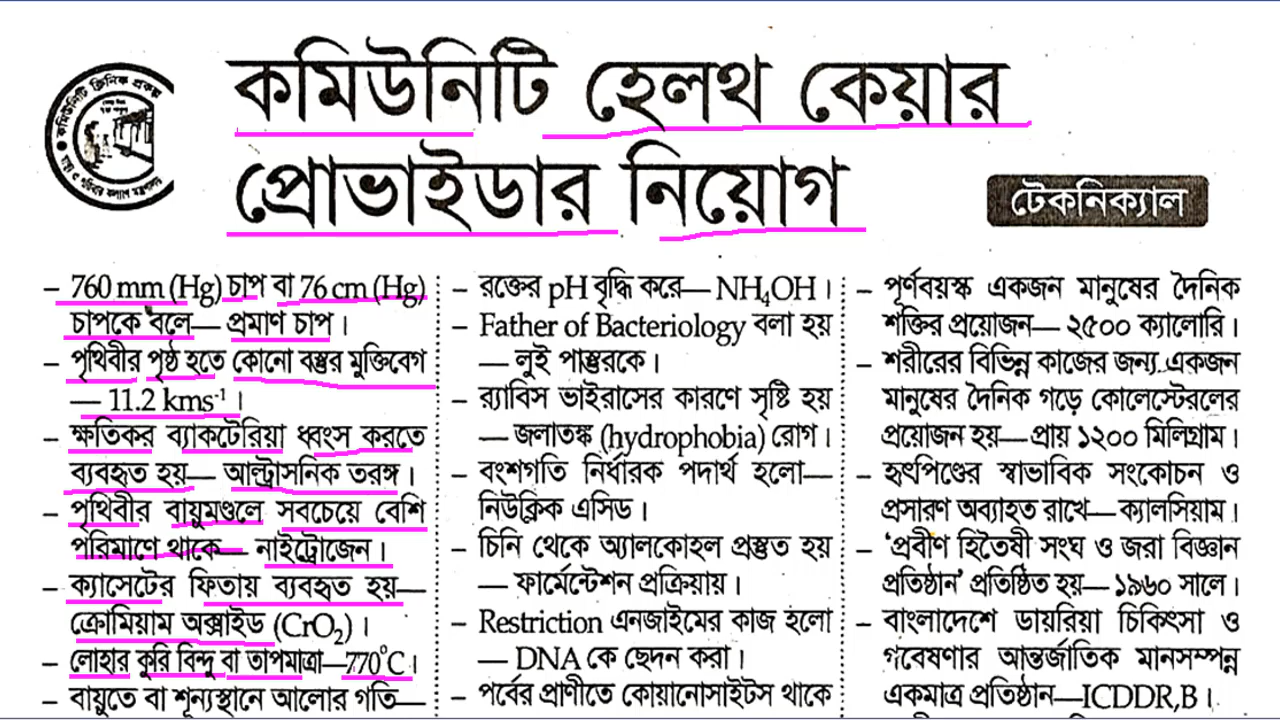 কমিউনিটি ক্লিনিক প্রকল্প
কমিউনিটি হেলথ কেয়ার
প্রোভাইডার নিয়োগ
টেকনিক্যাল
– 760 mm (Hg) চাপ বা 76 cm (Hg)
চাপকে বলে— প্রমাণ চাপ।
– পৃথিবীর পৃষ্ঠ হতে কোনো বস্তুর মুক্তিবেগ
— 11.2 kms⁻¹।
– ক্ষতিকর ব্যাকটেরিয়া ধ্বংস করতে
ব্যবহৃত হয়— আল্ট্রাসনিক তরঙ্গ।
– পৃথিবীর বায়ুমণ্ডলে সবচেয়ে বেশি
পরিমাণে থাকে— নাইট্রোজেন।
– ক্যাসেটের ফিতায় ব্যবহৃত হয়—
ক্রোমিয়াম অক্সাইড (CrO₂)।
– লোহার কুরি বিন্দু বা তাপমাত্রা—770°C।
– বায়ুতে বা শূন্যস্থানে আলোর গতি—
– রক্তের pH বৃদ্ধি করে— NH₄OH।
– Father of Bacteriology বলা হয়
— লুই পাস্তুরকে।
– র‍্যাবিস ভাইরাসের কারণে সৃষ্টি হয়
— জলাতঙ্ক (hydrophobia) রোগ।
– বংশগতি নির্ধারক পদার্থ হলো—
নিউক্লিক এসিড।
– চিনি থেকে অ্যালকোহল প্রস্তুত হয়
— ফার্মেন্টেশন প্রক্রিয়ায়।
– Restriction এনজাইমের কাজ হলো
— DNA কে ছেদন করা।
– পর্বের প্রাণীতে কোয়ানোসাইটস থাকে
– পূর্ণবয়স্ক একজন মানুষের দৈনিক
শক্তির প্রয়োজন— ২৫০০ ক্যালোরি।
– শরীরের বিভিন্ন কাজের জন্য একজন
মানুষের দৈনিক গড়ে কোলেস্টেরলের
প্রয়োজন হয়— প্রায় ১২০০ মিলিগ্রাম।
– হৃৎপিণ্ডের স্বাভাবিক সংকোচন ও
প্রসারণ অব্যাহত রাখে— ক্যালসিয়াম।
– 'প্রবীণ হিতৈষী সংঘ ও জরা বিজ্ঞান
প্রতিষ্ঠান' প্রতিষ্ঠিত হয়— ১৯৬০ সালে।
– বাংলাদেশে ডায়রিয়া চিকিৎসা ও
গবেষণার আন্তর্জাতিক মানসম্পন্ন
একমাত্র প্রতিষ্ঠান—ICDDR,B।